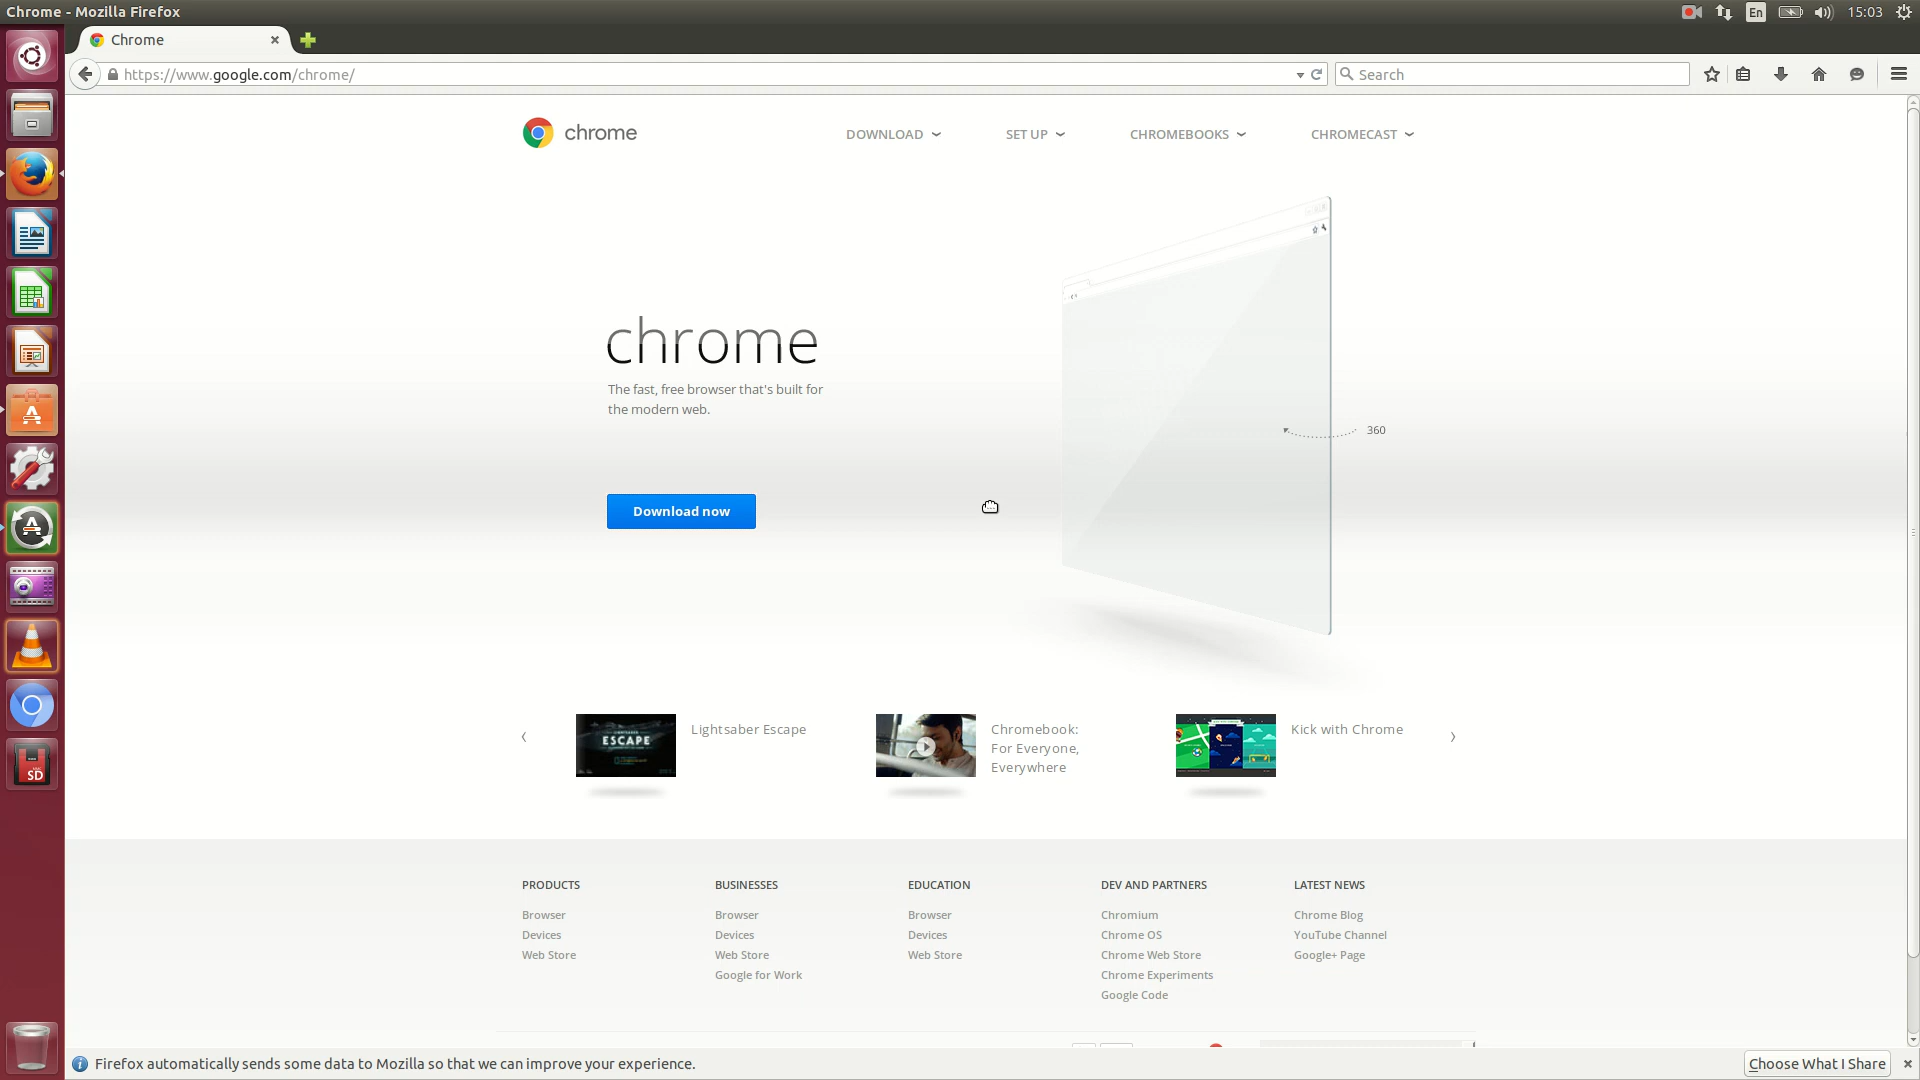 Chrome - Mozilla Firefox
En
15:03
Chrome
https://www.google.com/chrome/
Search
chrome
DOWNLOAD
SET UP
CHROMEBOOKS
CHROMECAST
chrome
The fast, free browser that's built for
the modern web.
360
Download now
SD
ESCAPE
Lightsaber Escape
Chromebook:
For Everyone,
Everywhere
Kick with Chrome
PRODUCTS
Browser
Devices
Web Store
BUSINESSES
Browser
Devices
Web Store
Google for Work
EDUCATION
Browser
Devices
Web Store
DEV AND PARTNERS
Chromium
Chrome OS
Chrome Web Store
Chrome Experiments
Google Code
LATEST NEWS
Chrome Blog
YouTube Channel
Google+ Page
Firefox automatically sends some data to Mozilla so that we can improve your experience.
Choose What I Share